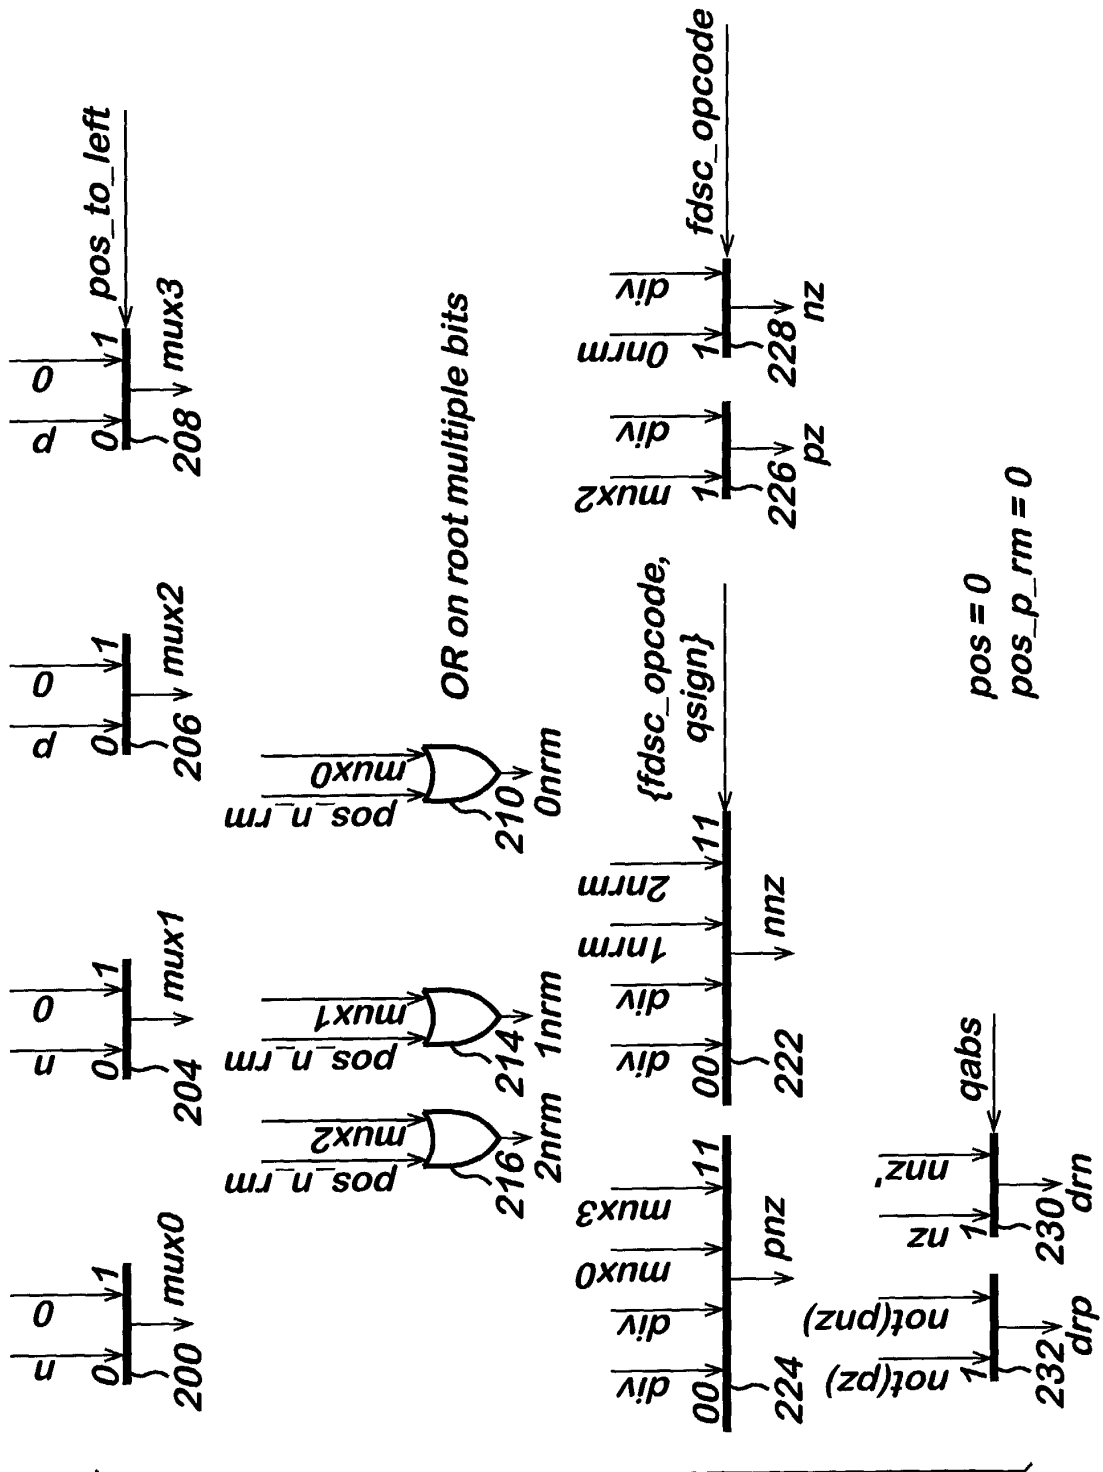 n
0
n
0
p
0
p
0
pos_to_left
0
1
0
1
0
1
0
1
200
mux0
204
mux1
206
mux2
208
mux3
pos_n_rm
mux2
pos_n_rm
mux1
pos_n_rm
mux0
OR on root multiple bits
216
2nrm
214
1nrm
210
0nrm
div
div
mux0
mux3
div
div
1nrm
2nrm
{fdsc_opcode,
qsign}
mux2
div
0nrm
div
fdsc_opcode
00
11
00
11
1
1
224
pnz
222
nnz
226
pz
228
nz
not(pz)
not(pnz)
nz
nnz'
qabs
1
1
232
drp
230
drn
pos = 0
pos_p_rm = 0